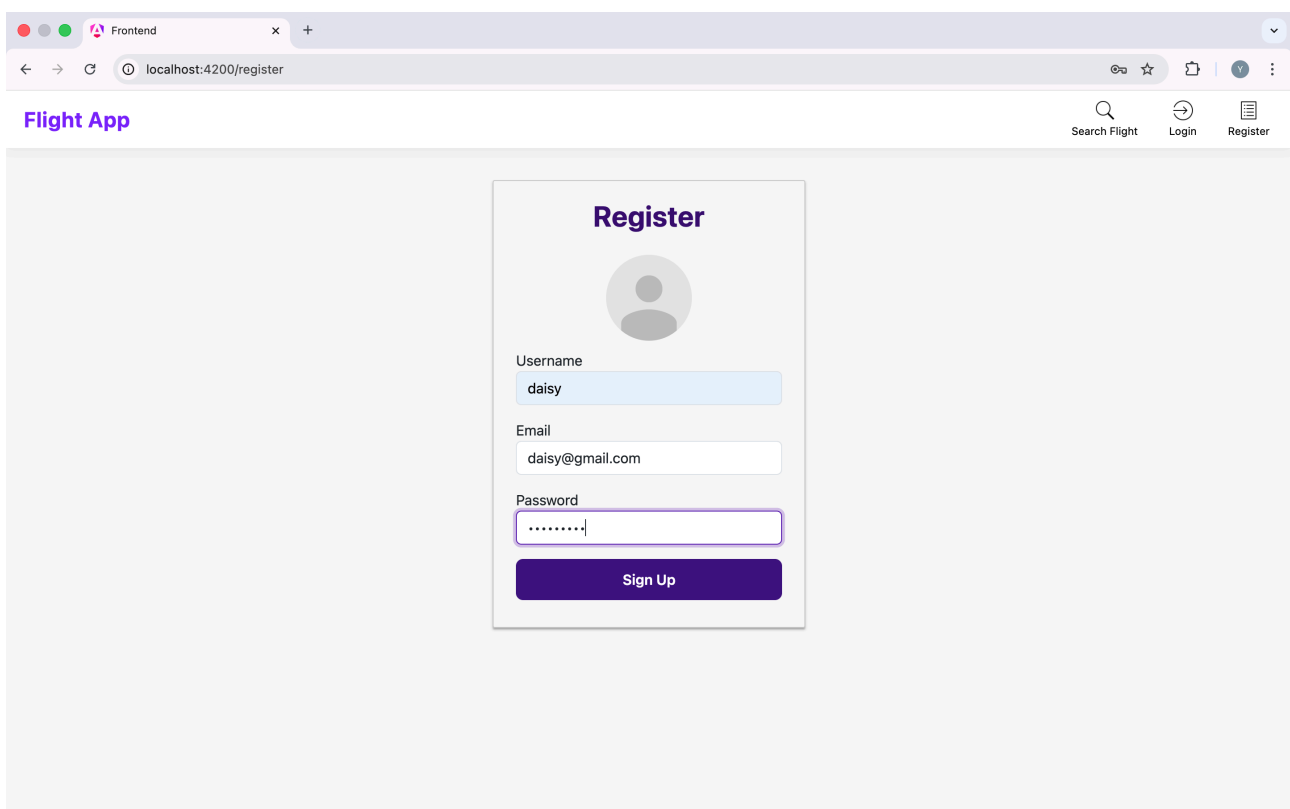 Frontend
localhost:4200/register
Y
Flight App
Search Flight
Login
Register
Register
Username
daisy
Email
daisy@gmail.com
Password
•••••••••
Sign Up